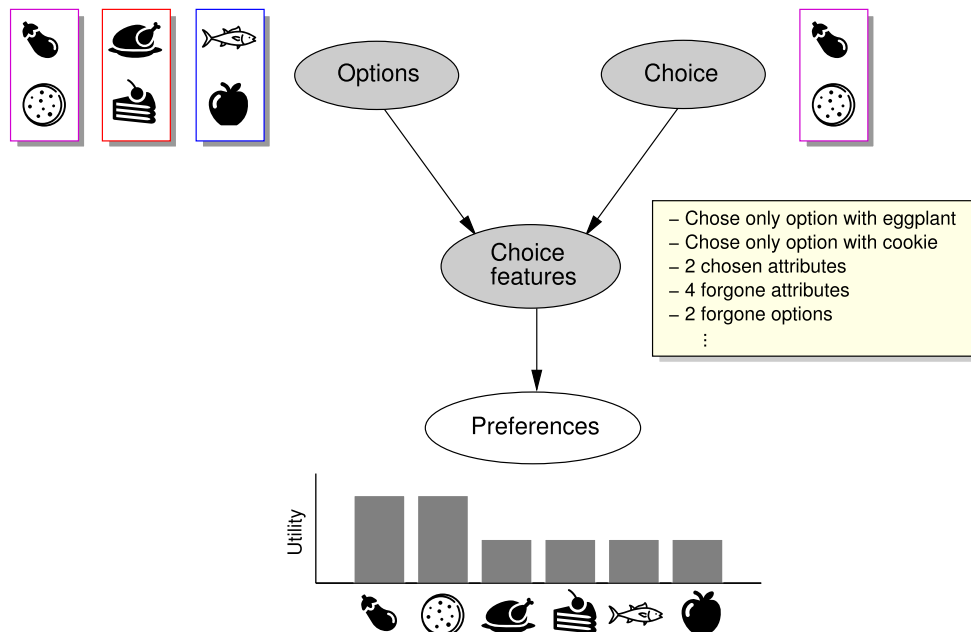 Options
Choice
Choice
features
– Chose only option with eggplant
– Chose only option with cookie
– 2 chosen attributes
– 4 forgone attributes
– 2 forgone options
⋮
Preferences
Utility